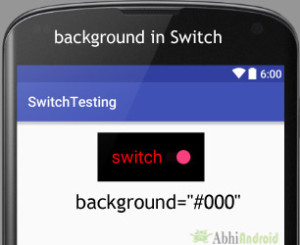 background in Switch
6:00
SwitchTesting
switch
background="#000"
AbhiAndroid